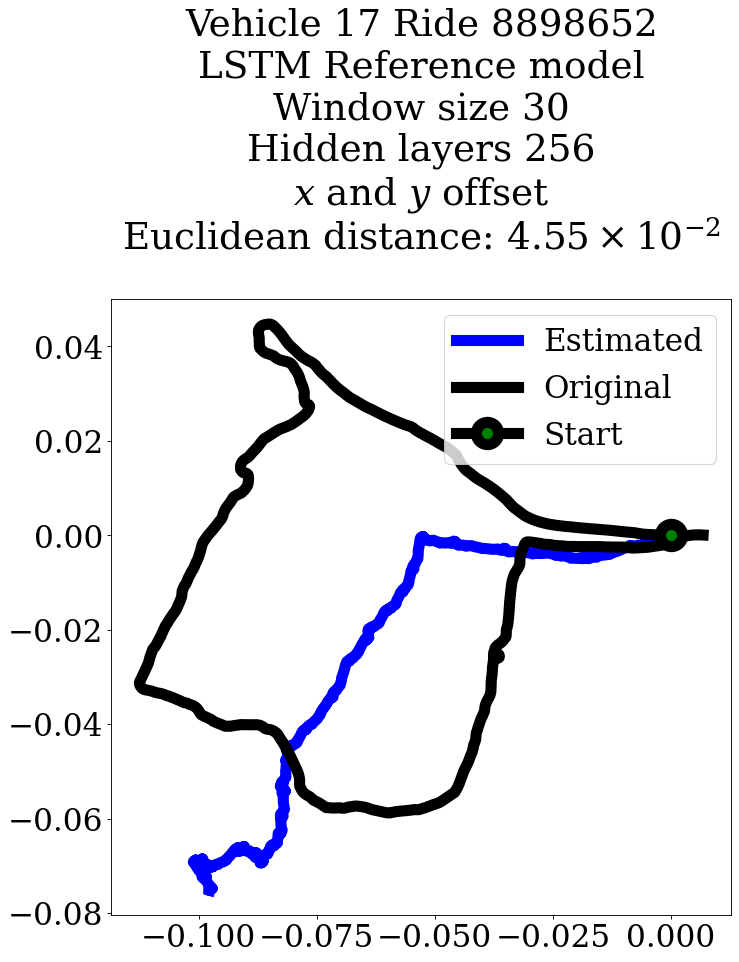 Vehicle 17 Ride 8898652
LSTM Reference model
Window size 30
Hidden layers 256
x and y offset
Euclidean distance: 4.55 × 10⁻²
Estimated
Original
Start
0.04
0.02
0.00
−0.02
−0.04
−0.06
−0.08
−0.100 −0.075 −0.050 −0.025 0.000